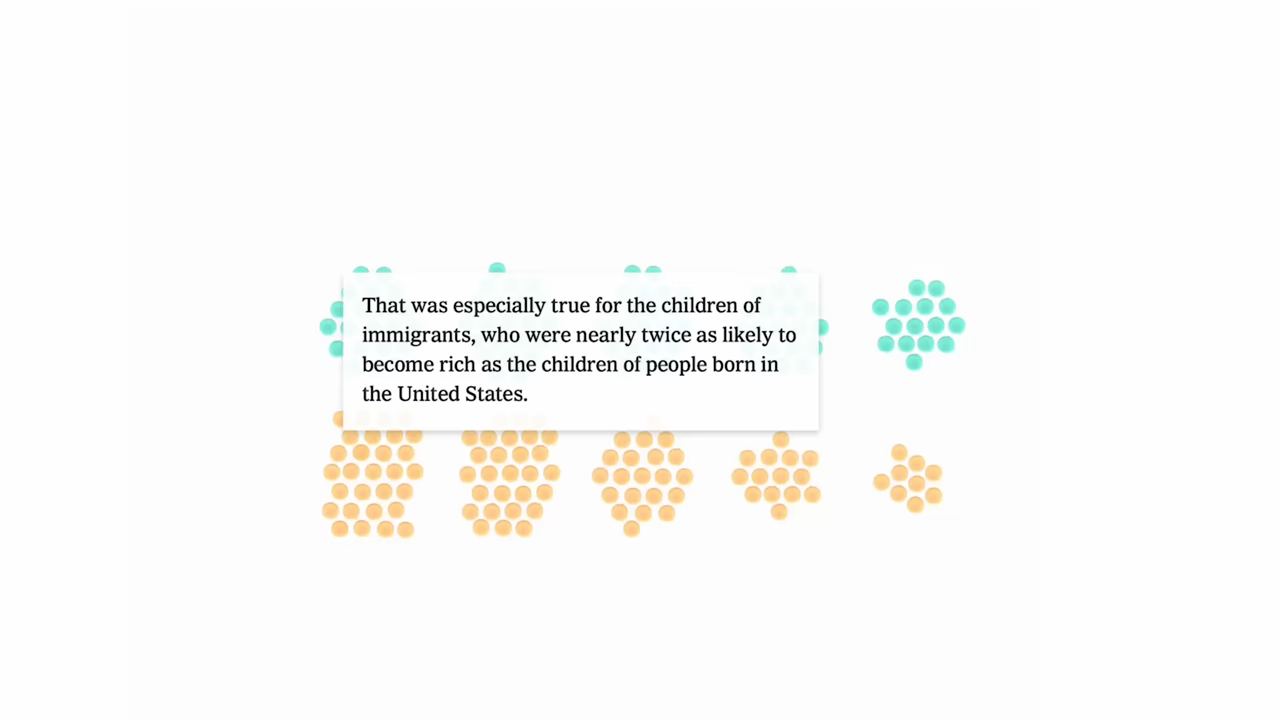 That was especially true for the children of
immigrants, who were nearly twice as likely to
become rich as the children of people born in
the United States.